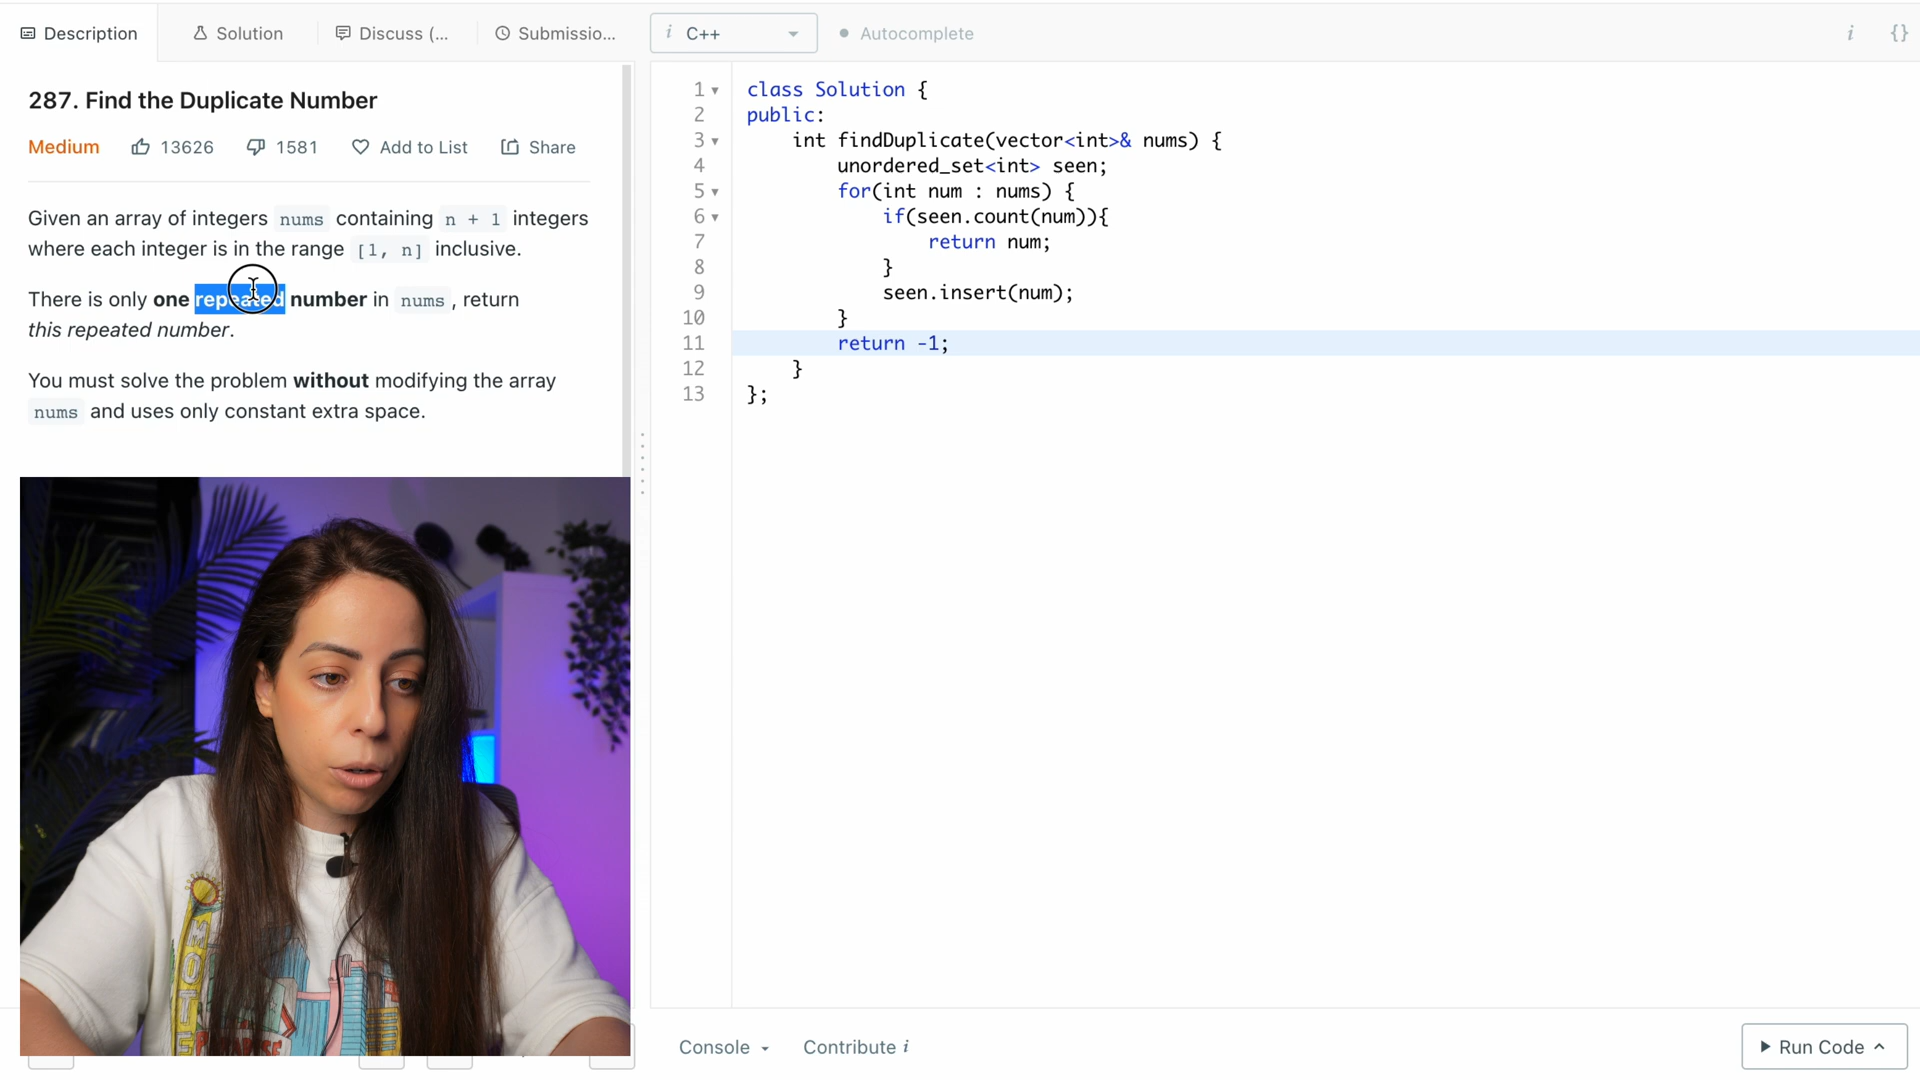 Description
Solution
Discuss (...
Submissio...
i C++
Autocomplete
i {}
287. Find the Duplicate Number
Medium 13626 1581 Add to List Share
Given an array of integers nums containing n + 1 integers
where each integer is in the range [1, n] inclusive.
There is only one repeated number in nums, return
this repeated number.
You must solve the problem without modifying the array
nums and uses only constant extra space.
1 class Solution {
2 public:
3     int findDuplicate(vector<int>& nums) {
4         unordered_set<int> seen;
5         for(int num : nums) {
6             if(seen.count(num)){
7                 return num;
8             }
9             seen.insert(num);
10         }
11         return -1;
12     }
13 };
Console
Contribute i
Run Code